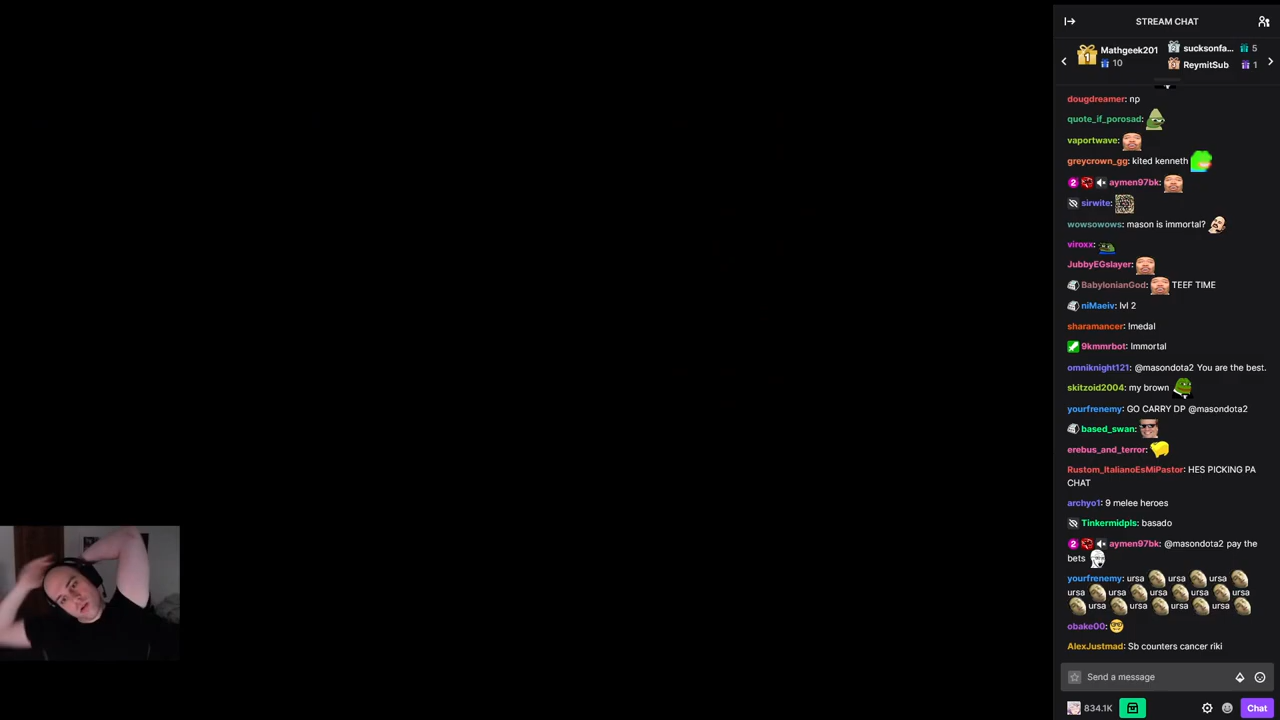 STREAM CHAT
Mathgeek201
10
sucksonfa... 5
ReymitSub 1
dougdreamer: np
quote_if_porosad:
vaportwave:
greycrown_gg: kited kenneth
aymen97bk:
sirwite:
wowsowows: mason is immortal?
viroxx:
JubbyEGslayer:
BabylonianGod: TEEF TIME
niMaeiv: lvl 2
sharamancer: !medal
9kmmrbot: Immortal
omniknight121: @masondota2 You are the best.
skitzoid2004: my brown
yourfrenemy: GO CARRY DP @masondota2
based_swan:
erebus_and_terror:
Rustom_ItalianoEsMiPastor: HES PICKING PA
CHAT
archyo1: 9 melee heroes
Tinkermidpls: basado
aymen97bk: @masondota2 pay the
bets
yourfrenemy: ursa ursa ursa
ursa ursa ursa ursa ursa
ursa ursa ursa ursa
obake00:
AlexJustmad: Sb counters cancer riki
Send a message
834.1K
Chat